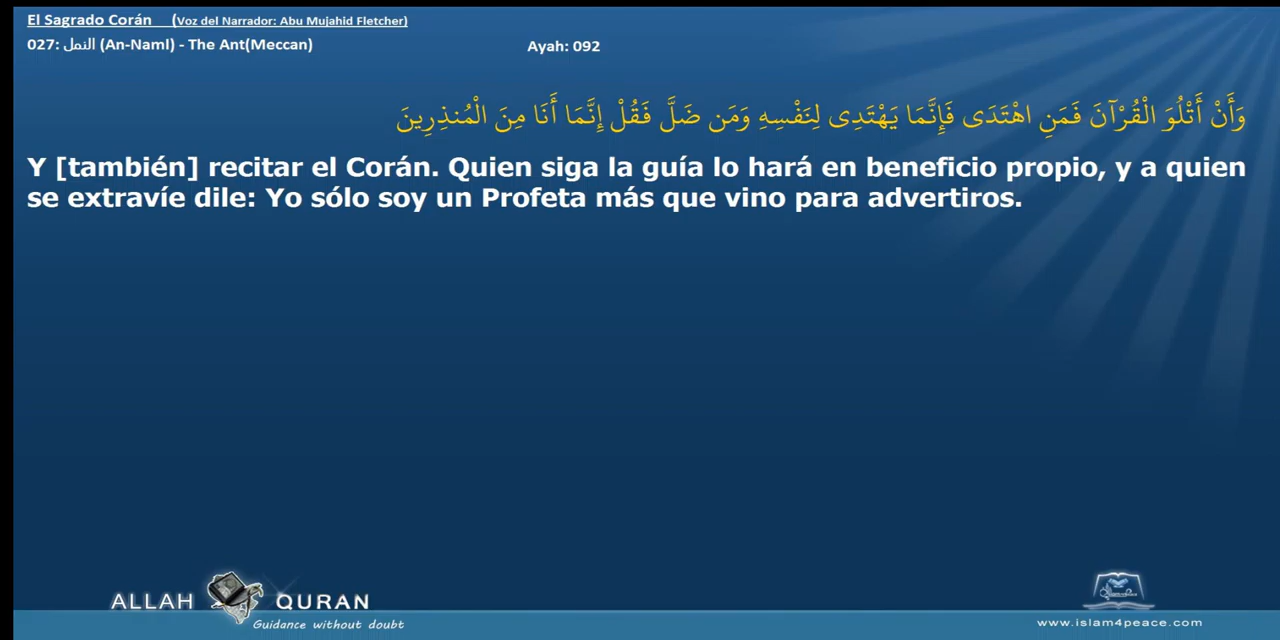 El Sagrado Corán (Voz del Narrador: Abu Mujahid Fletcher)
027: النمل (An-Naml) - The Ant(Meccan)
Ayah: 092
وَأَنْ أَتْلُوَ الْقُرْآنَ فَمَنِ اهْتَدَى فَإِنَّمَا يَهْتَدِى لِنَفْسِهِ وَمَن ضَلَّ فَقُلْ إِنَّمَا أَنَا مِنَ الْمُنذِرِينَ
Y [también] recitar el Corán. Quien siga la guía lo hará en beneficio propio, y a quien
se extravíe dile: Yo sólo soy un Profeta más que vino para advertiros.
ALLAH QURAN
Guidance without doubt
www.islam4peace.com